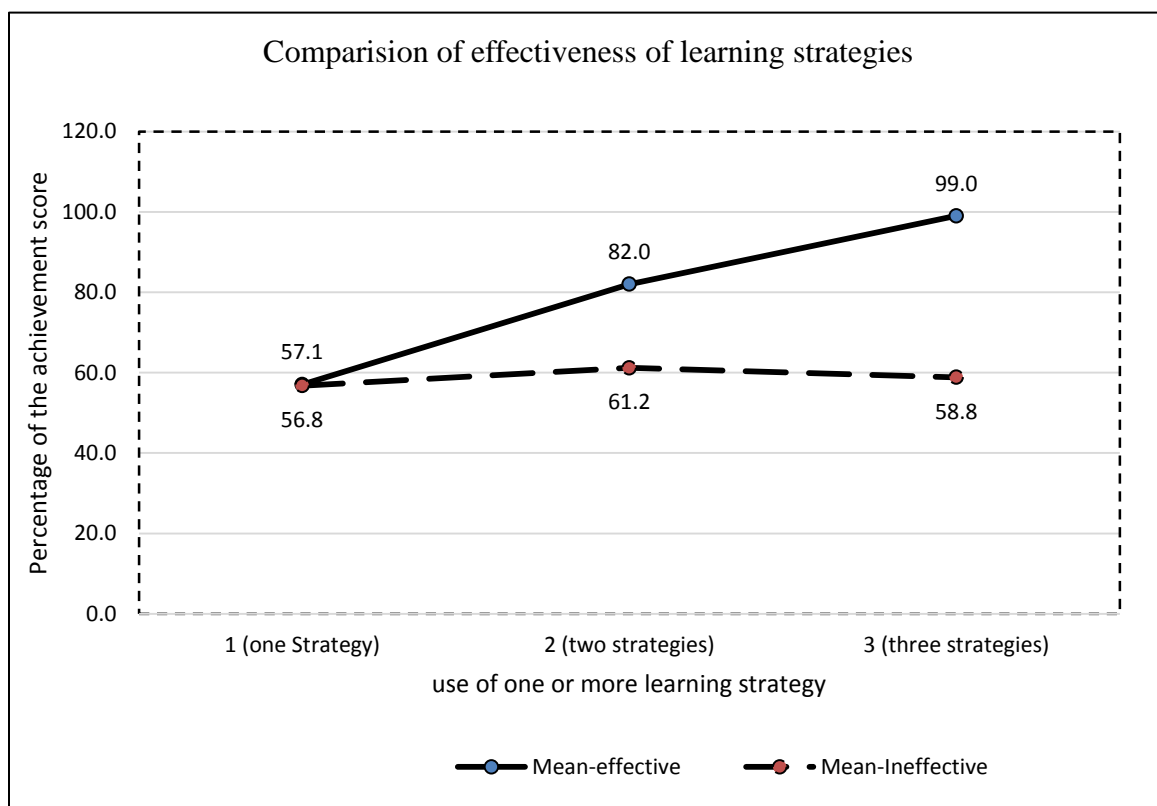 Comparision of effectiveness of learning strategies
Percentage of the achievement score
120.0
100.0
80.0
60.0
40.0
20.0
0.0
99.0
82.0
57.1
56.8
61.2
58.8
1 (one Strategy)
2 (two strategies)
3 (three strategies)
use of one or more learning strategy
Mean-effective
Mean-Ineffective